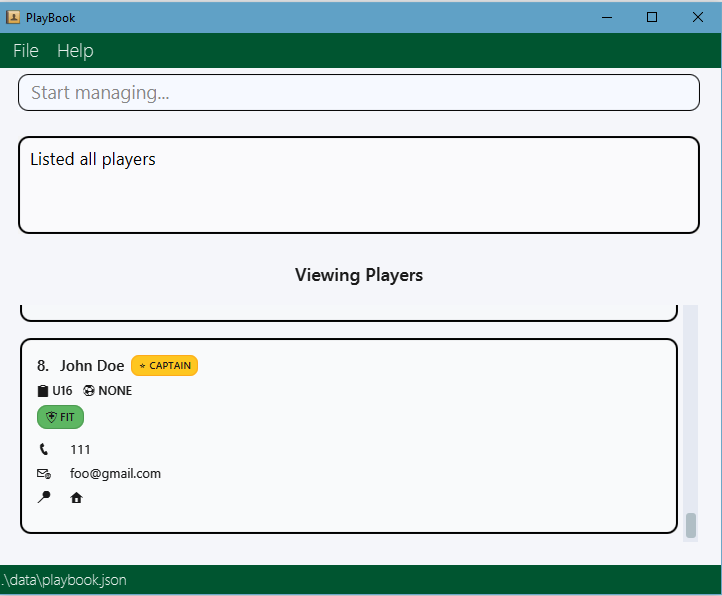 PlayBook
File Help
Start managing...
Listed all players
Viewing Players
8. John Doe CAPTAIN
U16 NONE
FIT
111
foo@gmail.com
.\data\playbook.json